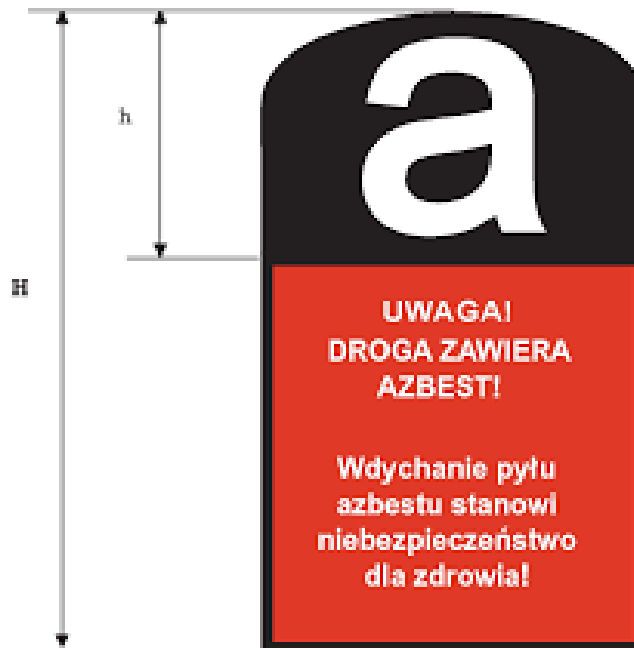 a
h
H
UWAGA!
DROGA ZAWIERA
AZBEST!
Wdychanie pyłu
azbestu stanowi
niebezpieczeństwo
dla zdrowia!